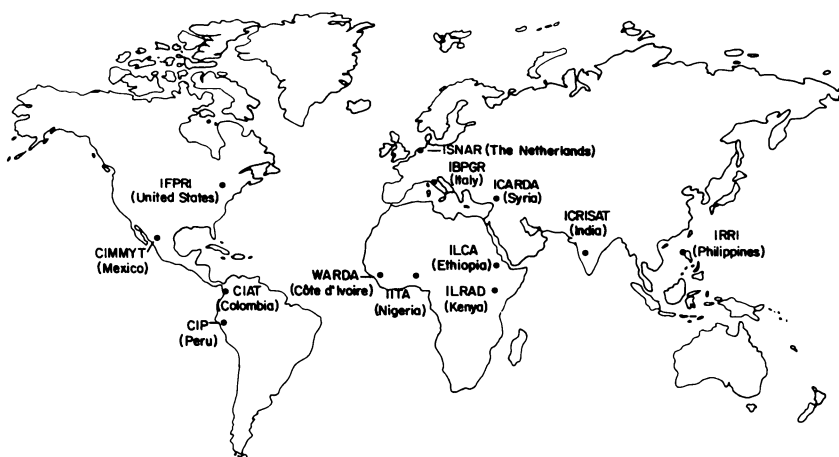 ISNAR (The Netherlands)
IBPGR
(Italy)
IFPRI
(United States)
ICARDA
(Syria)
ICRISAT
(India)
IRRI
(Philippines)
CIMMYT
(Mexico)
ILCA
(Ethiopia)
WARDA
(Côte d'Ivoire)
IITA
(Nigeria)
ILRAD
(Kenya)
CIAT
(Colombia)
CIP
(Peru)